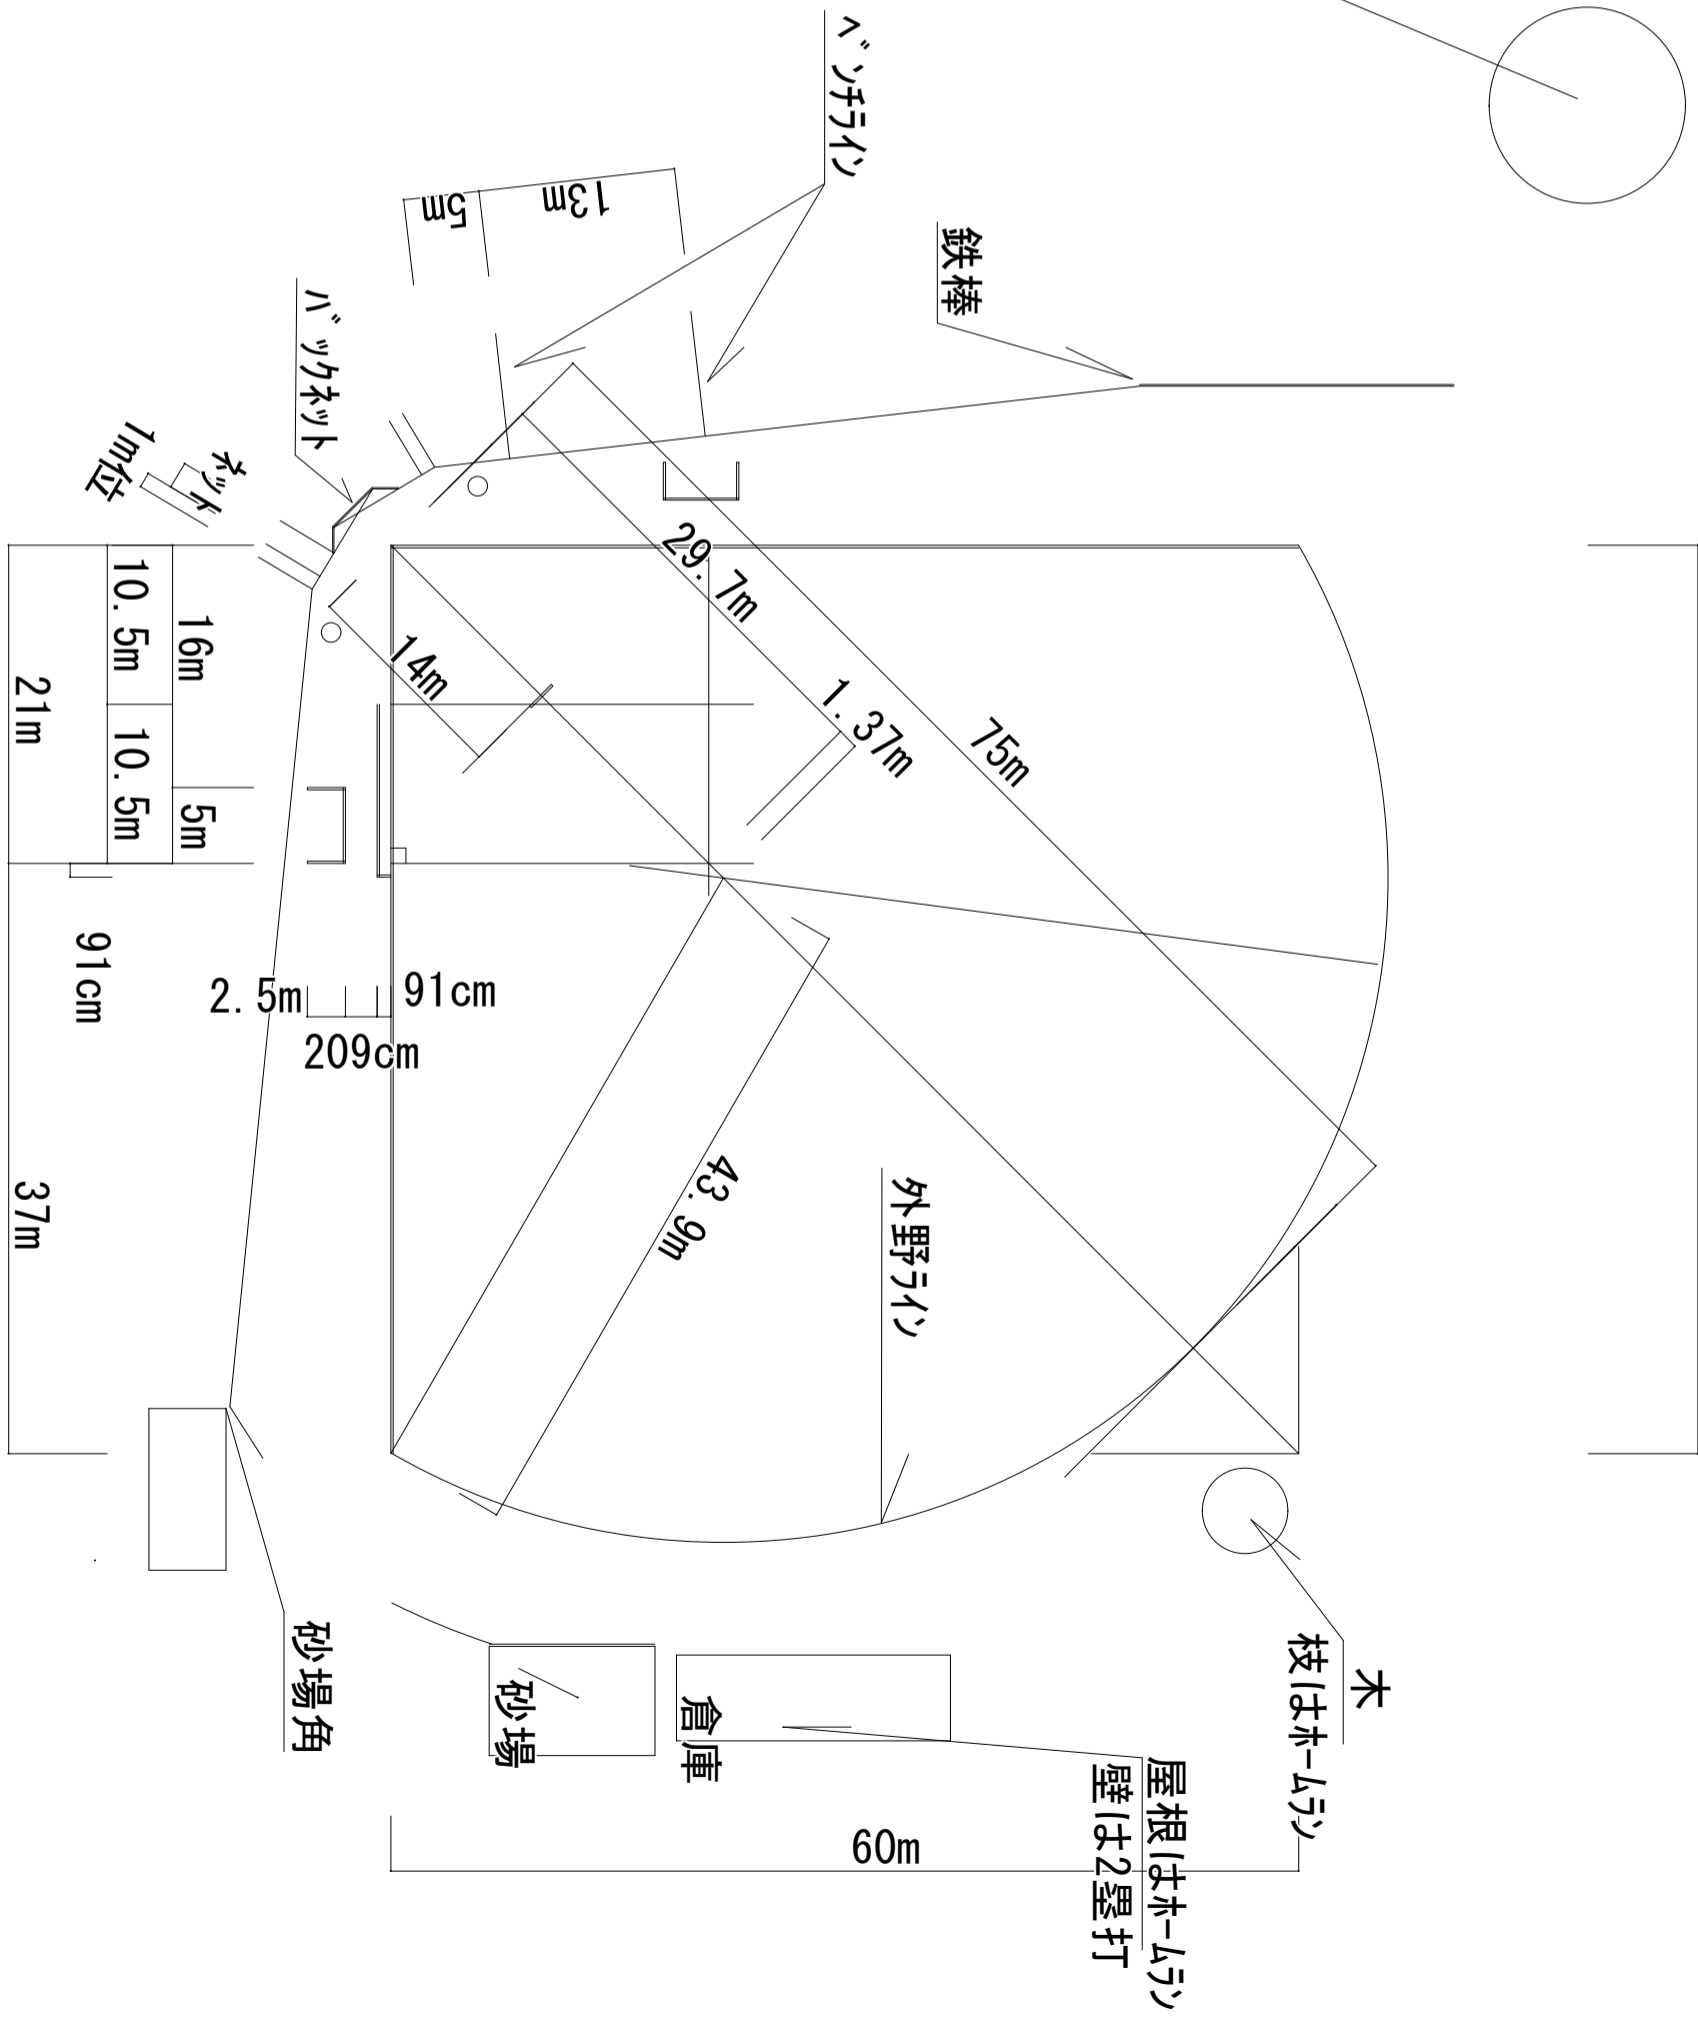 ベンチライン
5m
13m
鉄棒
バックネット
ネット
1m位
10.5m
16m
21m
10.5m
5m
14m
29.7m
1.37m
75m
91cm
2.5m
91cm
209cm
37m
43.9m
外野ライン
砂場角
砂場
倉庫
木
枝はホームラン
屋根はホームラン
壁は2塁打
60m